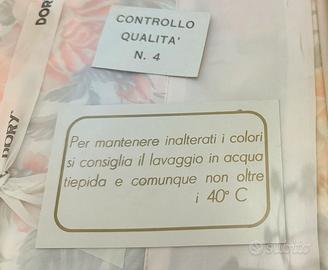 DORY
CONTROLLO
QUALITA'
N. 4
DORY
Per mantenere inalterati i colori
si consiglia il lavaggio in acqua
tiepida e comunque non oltre
i 40° C
subito